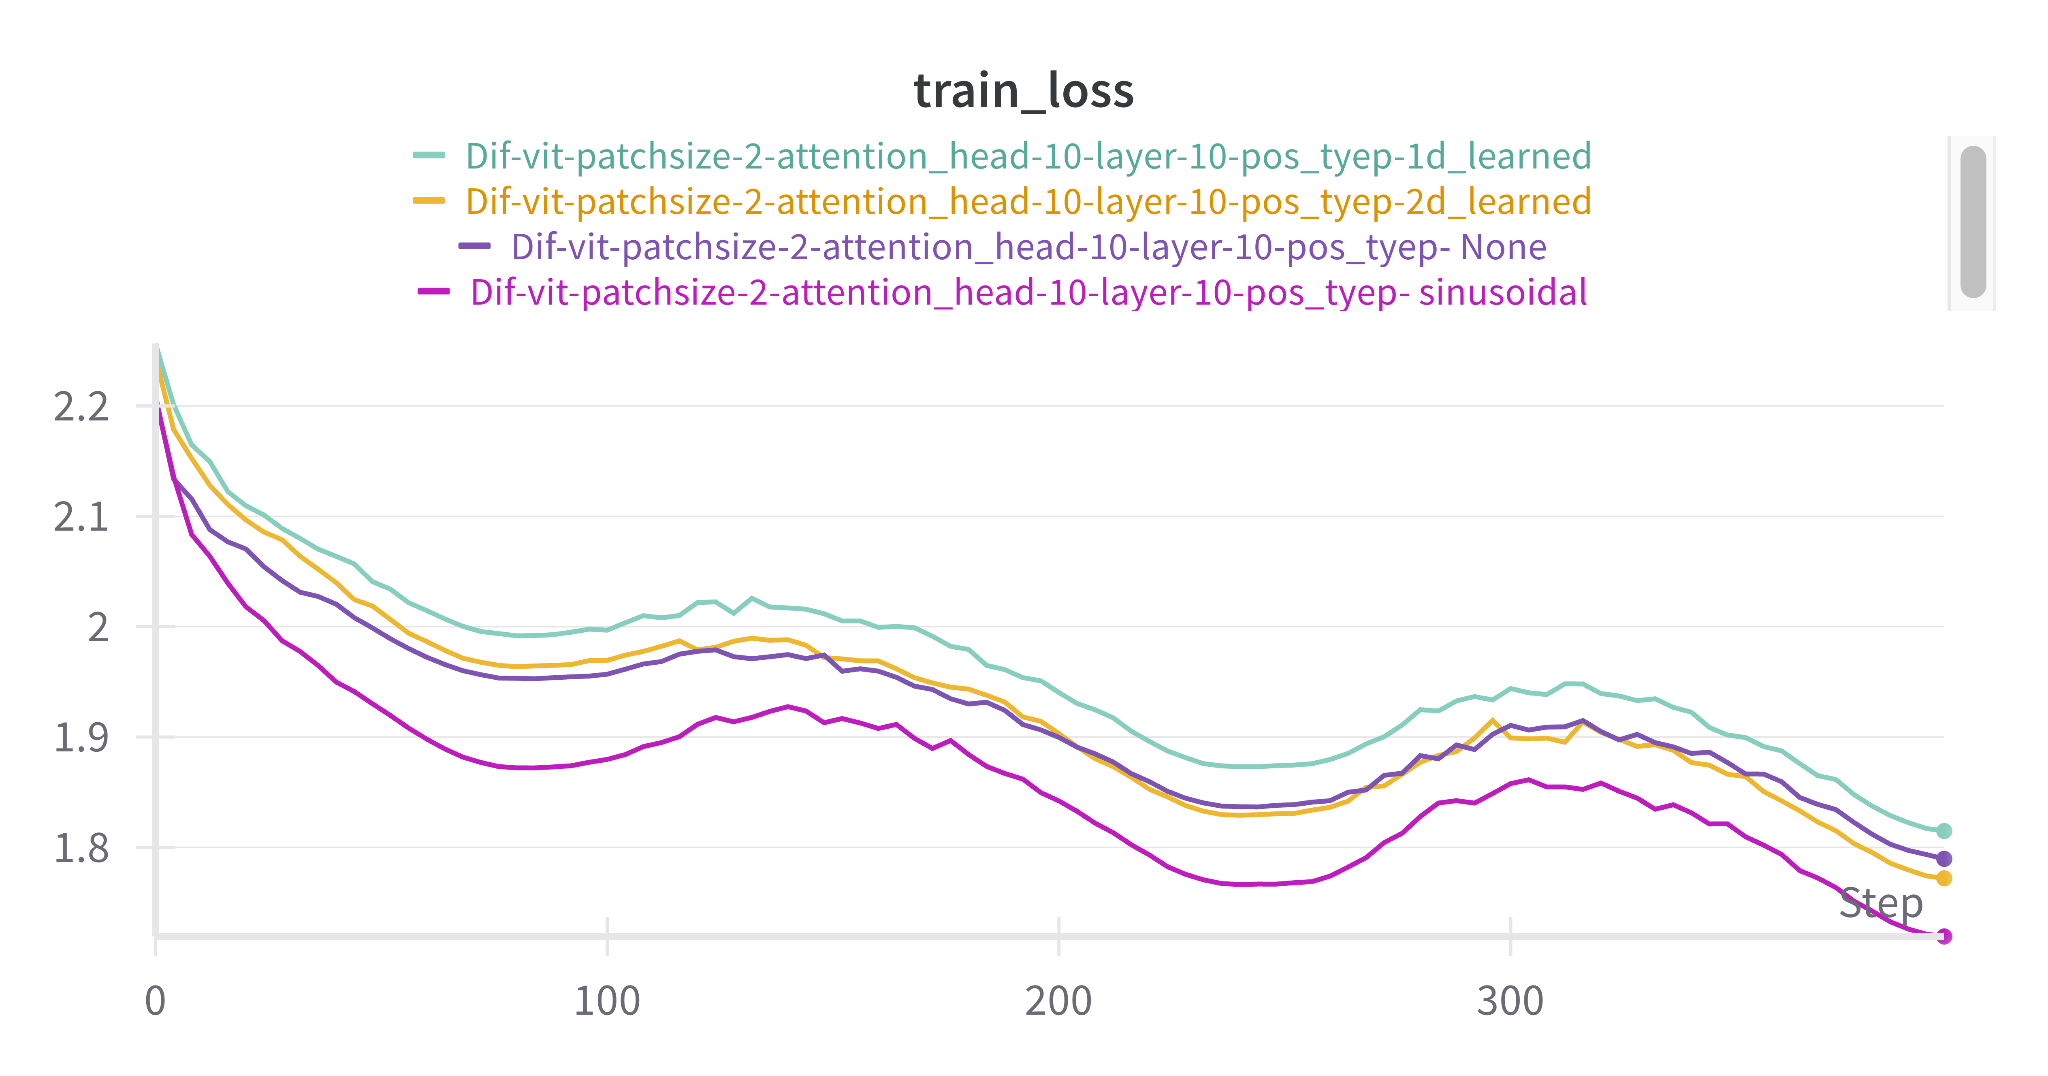 train_loss
Dif-vit-patchsize-2-attention_head-10-layer-10-pos_tyep-1d_learned
Dif-vit-patchsize-2-attention_head-10-layer-10-pos_tyep-2d_learned
Dif-vit-patchsize-2-attention_head-10-layer-10-pos_tyep- None
Dif-vit-patchsize-2-attention_head-10-layer-10-pos_tyep- sinusoidal
2.2
2.1
2
1.9
1.8
Step
0 100 200 300